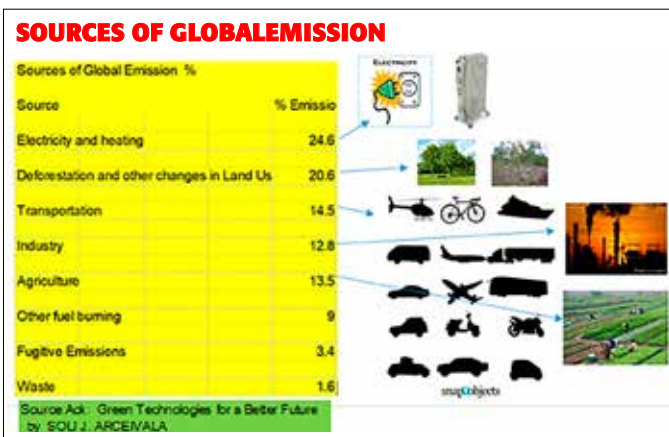 SOURCES OF GLOBALEMISSION
Sources of Global Emission %
Source % Emissio
Electricity and heating 24.6
Deforestation and other changes in Land Us 20.6
Transportation 14.5
Industry 12.8
Agriculture 13.5
Other fuel burning 9
Fugitive Emissions 3.4
Waste 1.6
Source Ack: Green Technologies for a Better Future
by SOLI J. ARCEIVALA
ELECTRICITY
snap2objects